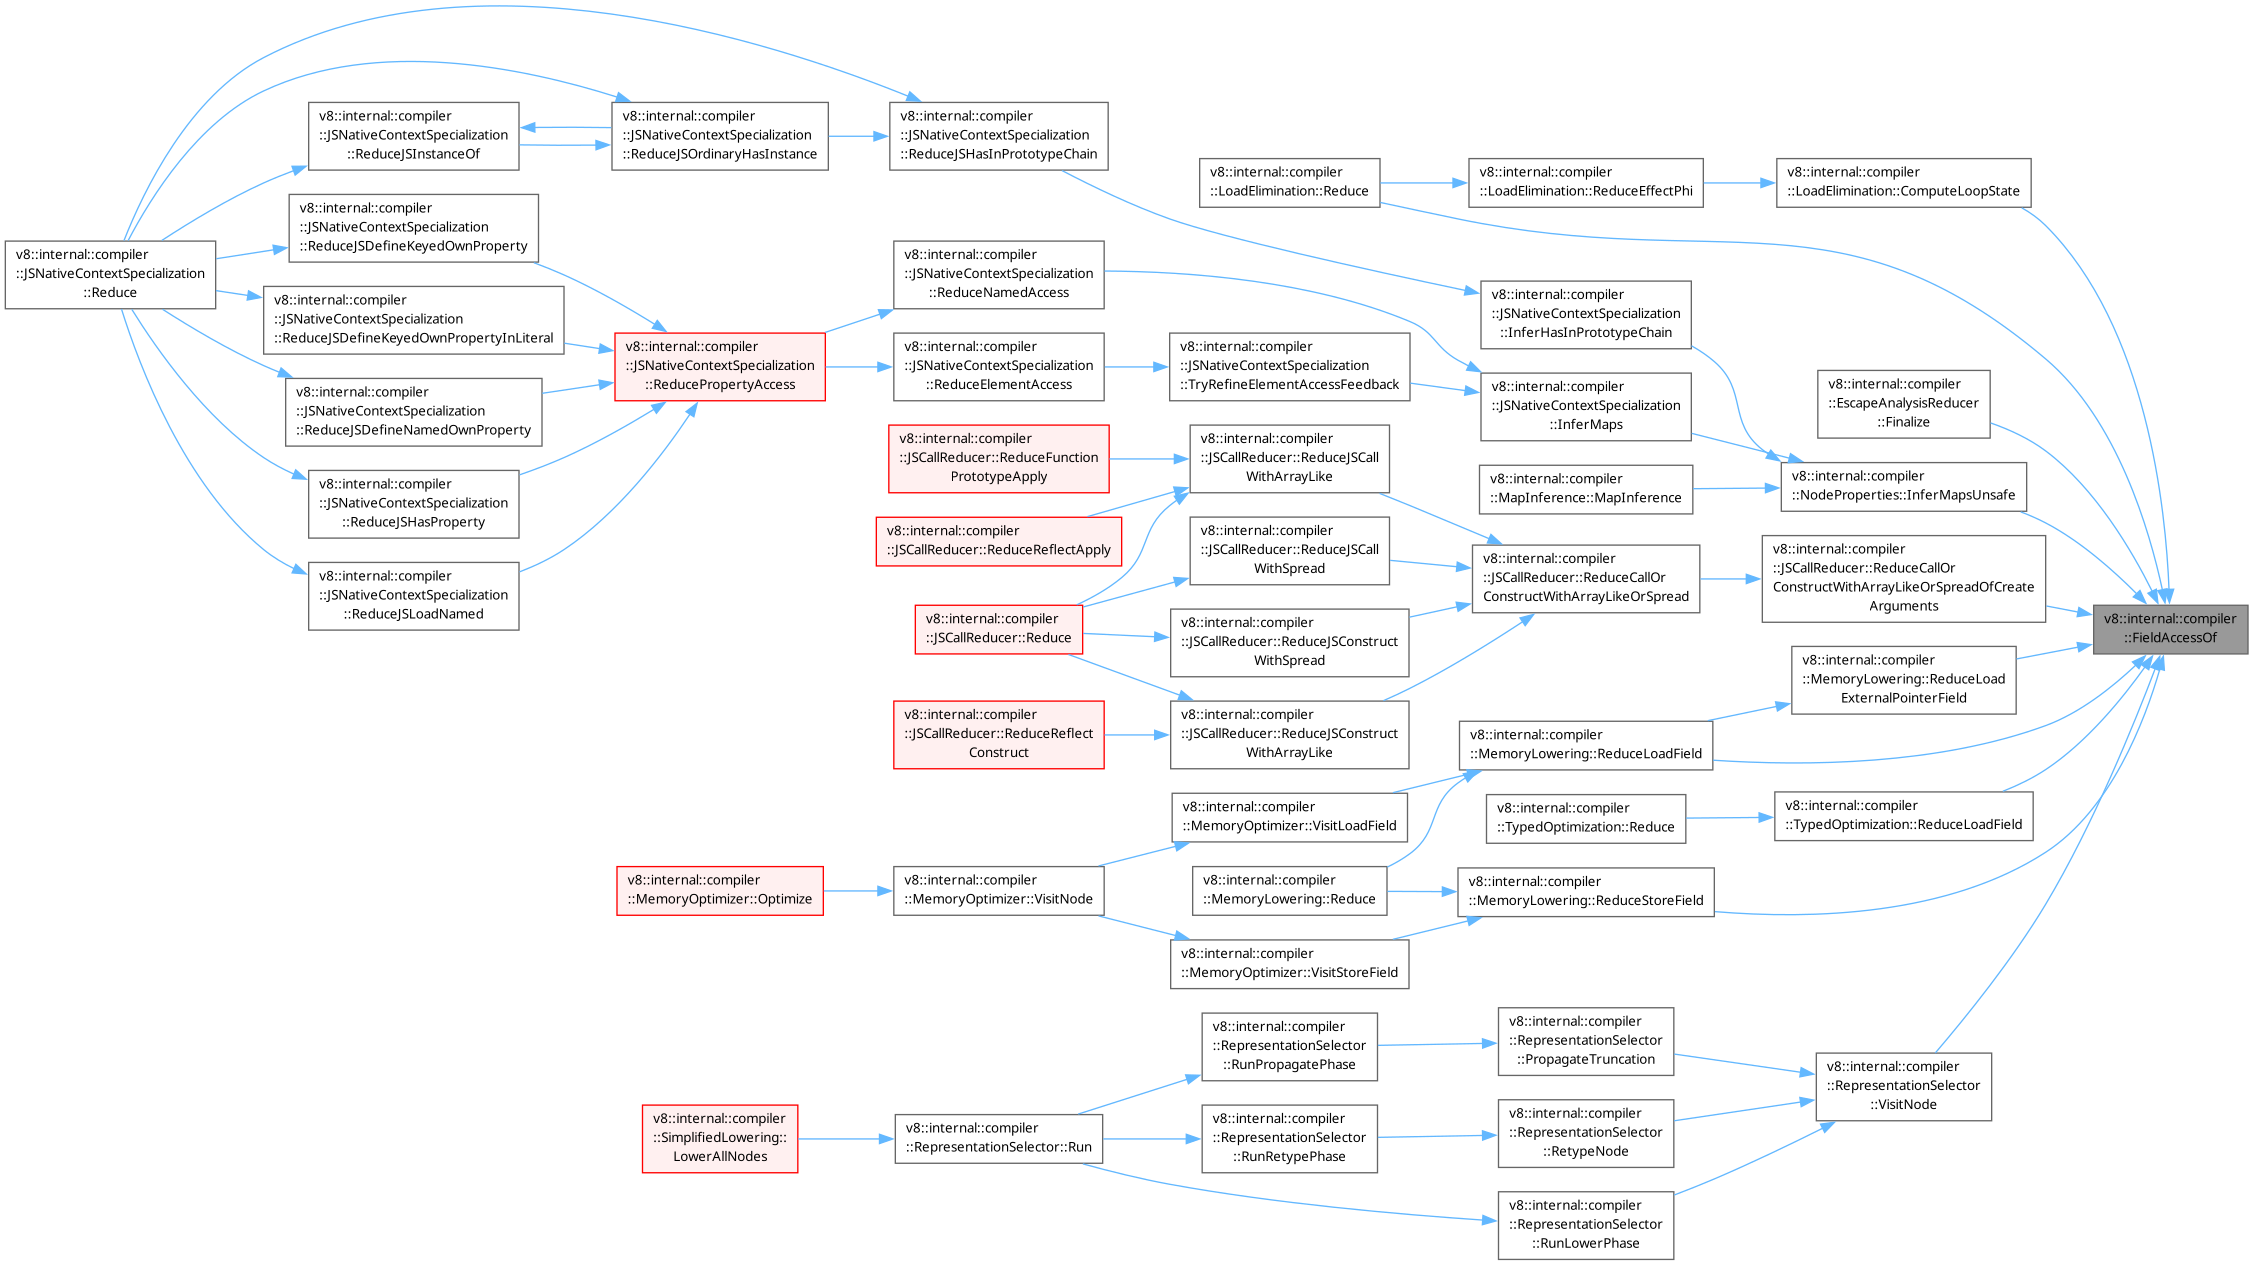 v8::internal::compiler
::JSNativeContextSpecialization
::Reduce
v8::internal::compiler
::JSNativeContextSpecialization
::ReduceJSInstanceOf
v8::internal::compiler
::JSNativeContextSpecialization
::ReduceJSDefineKeyedOwnProperty
v8::internal::compiler
::JSNativeContextSpecialization
::ReduceJSDefineKeyedOwnPropertyInLiteral
v8::internal::compiler
::JSNativeContextSpecialization
::ReduceJSDefineNamedOwnProperty
v8::internal::compiler
::JSNativeContextSpecialization
::ReduceJSHasProperty
v8::internal::compiler
::JSNativeContextSpecialization
::ReduceJSLoadNamed
v8::internal::compiler
::JSNativeContextSpecialization
::ReduceJSOrdinaryHasInstance
v8::internal::compiler
::JSNativeContextSpecialization
::ReducePropertyAccess
v8::internal::compiler
::MemoryOptimizer::Optimize
v8::internal::compiler
::SimplifiedLowering::
LowerAllNodes
v8::internal::compiler
::JSNativeContextSpecialization
::ReduceJSHasInPrototypeChain
v8::internal::compiler
::JSNativeContextSpecialization
::ReduceNamedAccess
v8::internal::compiler
::JSNativeContextSpecialization
::ReduceElementAccess
v8::internal::compiler
::JSCallReducer::ReduceFunction
PrototypeApply
v8::internal::compiler
::JSCallReducer::ReduceReflectApply
v8::internal::compiler
::JSCallReducer::Reduce
v8::internal::compiler
::JSCallReducer::ReduceReflect
Construct
v8::internal::compiler
::MemoryOptimizer::VisitNode
v8::internal::compiler
::RepresentationSelector::Run
v8::internal::compiler
::LoadElimination::Reduce
v8::internal::compiler
::JSNativeContextSpecialization
::TryRefineElementAccessFeedback
v8::internal::compiler
::JSCallReducer::ReduceJSCall
WithArrayLike
v8::internal::compiler
::JSCallReducer::ReduceJSCall
WithSpread
v8::internal::compiler
::JSCallReducer::ReduceJSConstruct
WithSpread
v8::internal::compiler
::JSCallReducer::ReduceJSConstruct
WithArrayLike
v8::internal::compiler
::MemoryOptimizer::VisitLoadField
v8::internal::compiler
::MemoryLowering::Reduce
v8::internal::compiler
::MemoryOptimizer::VisitStoreField
v8::internal::compiler
::RepresentationSelector
::RunPropagatePhase
v8::internal::compiler
::RepresentationSelector
::RunRetypePhase
v8::internal::compiler
::LoadElimination::ReduceEffectPhi
v8::internal::compiler
::JSNativeContextSpecialization
::InferHasInPrototypeChain
v8::internal::compiler
::JSNativeContextSpecialization
::InferMaps
v8::internal::compiler
::MapInference::MapInference
v8::internal::compiler
::JSCallReducer::ReduceCallOr
ConstructWithArrayLikeOrSpread
v8::internal::compiler
::MemoryLowering::ReduceLoadField
v8::internal::compiler
::TypedOptimization::Reduce
v8::internal::compiler
::MemoryLowering::ReduceStoreField
v8::internal::compiler
::RepresentationSelector
::PropagateTruncation
v8::internal::compiler
::RepresentationSelector
::RetypeNode
v8::internal::compiler
::RepresentationSelector
::RunLowerPhase
v8::internal::compiler
::LoadElimination::ComputeLoopState
v8::internal::compiler
::EscapeAnalysisReducer
::Finalize
v8::internal::compiler
::NodeProperties::InferMapsUnsafe
v8::internal::compiler
::JSCallReducer::ReduceCallOr
ConstructWithArrayLikeOrSpreadOfCreate
Arguments
v8::internal::compiler
::MemoryLowering::ReduceLoad
ExternalPointerField
v8::internal::compiler
::TypedOptimization::ReduceLoadField
v8::internal::compiler
::RepresentationSelector
::VisitNode
v8::internal::compiler
::FieldAccessOf